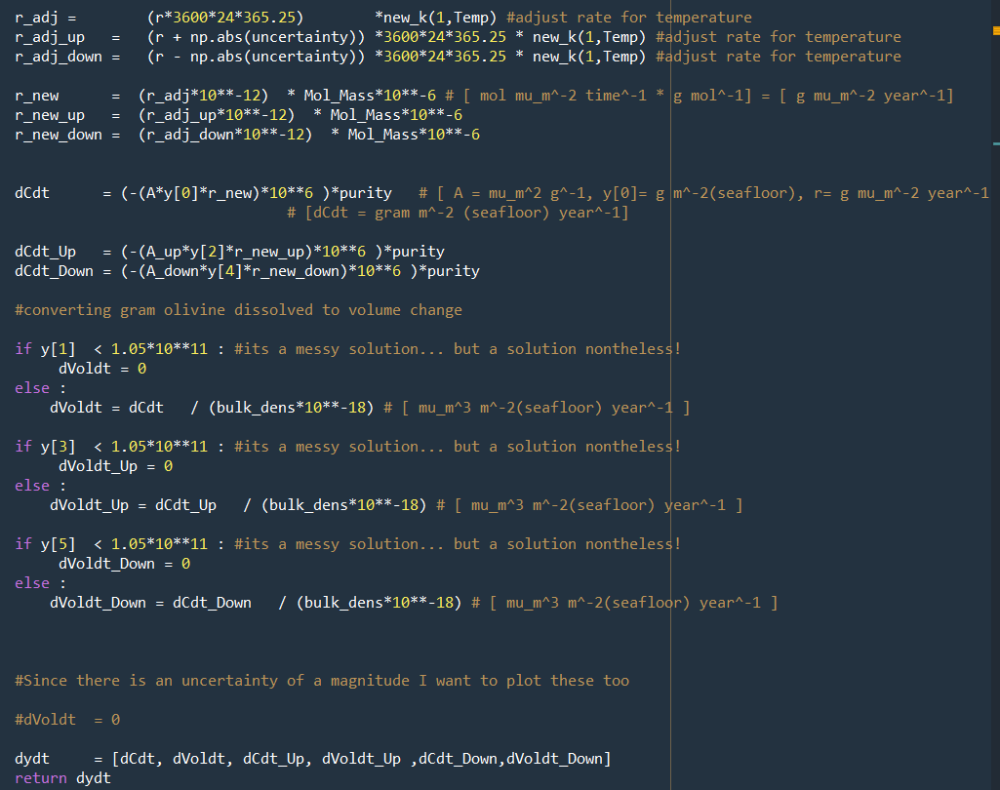 r_adj =        (r*3600*24*365.25)        *new_k(1,Temp) #adjust rate for temperature
r_adj_up   =   (r + np.abs(uncertainty)) *3600*24*365.25 * new_k(1,Temp) #adjust rate for temperature
r_adj_down =   (r - np.abs(uncertainty)) *3600*24*365.25 * new_k(1,Temp) #adjust rate for temperature
r_new      =  (r_adj*10**-12)  * Mol_Mass*10**-6 # [ mol mu_m^-2 time^-1 * g mol^-1] = [ g mu_m^-2 year^-1]
r_new_up   =  (r_adj_up*10**-12)  * Mol_Mass*10**-6
r_new_down =  (r_adj_down*10**-12)  * Mol_Mass*10**-6
dCdt      = (-(A*y[0]*r_new)*10**6 )*purity   # [ A = mu_m^2 g^-1, y[0]= g m^-2(seafloor), r= g mu_m^-2 year^-1
# [dCdt = gram m^-2 (seafloor) year^-1]
dCdt_Up   = (-(A_up*y[2]*r_new_up)*10**6 )*purity
dCdt_Down = (-(A_down*y[4]*r_new_down)*10**6 )*purity
#converting gram olivine dissolved to volume change
if y[1]  < 1.05*10**11 : #its a messy solution... but a solution nontheless!
     dVoldt = 0
else :
    dVoldt = dCdt   / (bulk_dens*10**-18) # [ mu_m^3 m^-2(seafloor) year^-1 ]
if y[3]  < 1.05*10**11 : #its a messy solution... but a solution nontheless!
     dVoldt_Up = 0
else :
    dVoldt_Up = dCdt_Up   / (bulk_dens*10**-18) # [ mu_m^3 m^-2(seafloor) year^-1 ]
if y[5]  < 1.05*10**11 : #its a messy solution... but a solution nontheless!
     dVoldt_Down = 0
else :
    dVoldt_Down = dCdt_Down   / (bulk_dens*10**-18) # [ mu_m^3 m^-2(seafloor) year^-1 ]
#Since there is an uncertainty of a magnitude I want to plot these too
#dVoldt  = 0
dydt     = [dCdt, dVoldt, dCdt_Up, dVoldt_Up ,dCdt_Down,dVoldt_Down]
return dydt